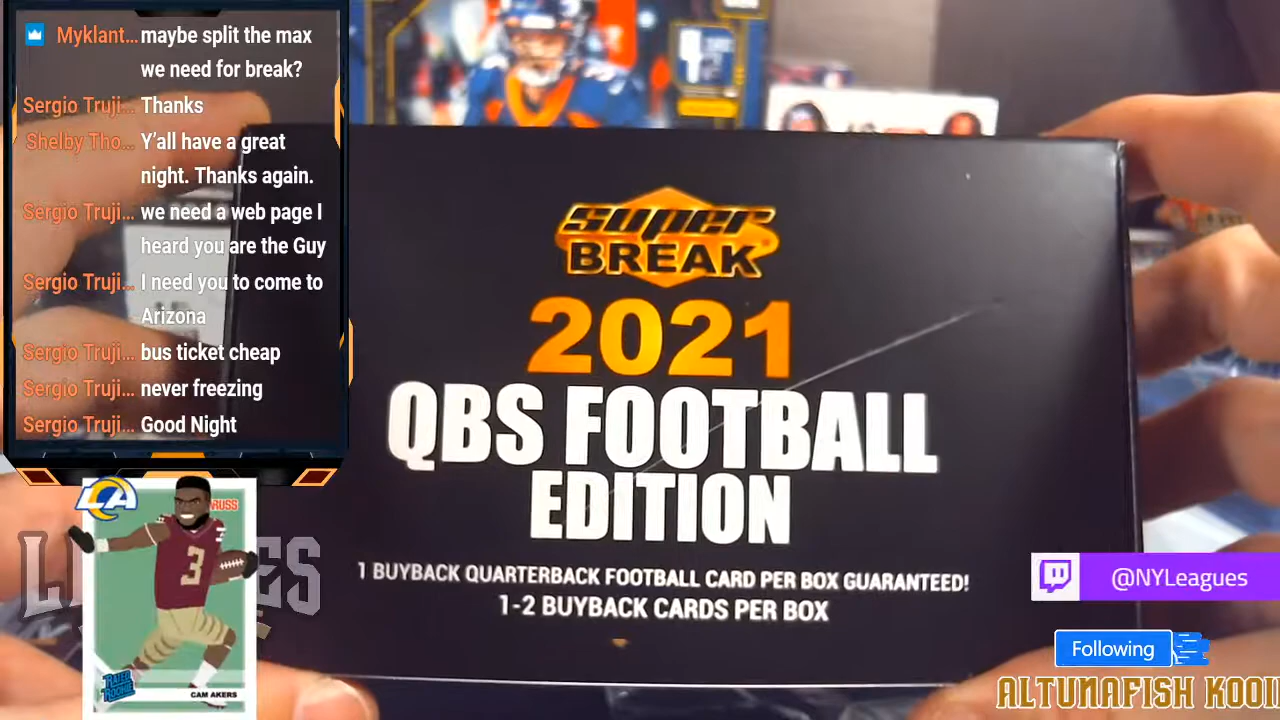 Myklant... maybe split the max
we need for break?
Sergio Truji... Thanks
Shelby Tho... Y'all have a great
night. Thanks again.
Sergio Truji... we need a web page I
heard you are the Guy
Sergio Truji... I need you to come to
Arizona
Sergio Truji... bus ticket cheap
Sergio Truji... never freezing
Sergio Truji... Good Night
super
BREAK
2021
QBS FOOTBALL
EDITION
1 BUYBACK QUARTERBACK FOOTBALL CARD PER BOX GUARANTEED!
1-2 BUYBACK CARDS PER BOX
LA
RUSS
3
RATED
ROOKIE
CAM AKERS
@NYLeagues
Following
ALTUNAFISH